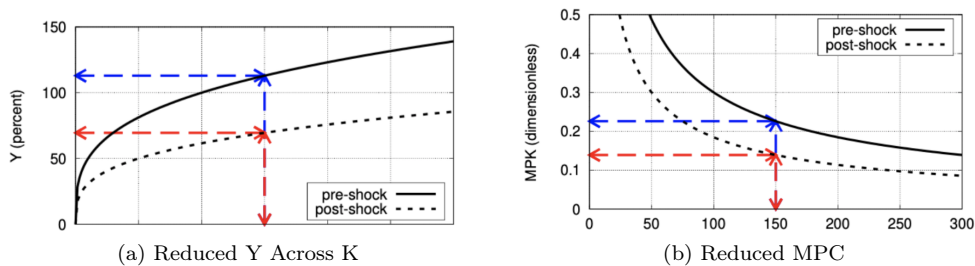 150
100
50
0
Y (percent)
pre-shock
post-shock
(a) Reduced Y Across K
0.5
0.4
0.3
0.2
0.1
0
MPK (dimensionless)
pre-shock
post-shock
0 50 100 150 200 250 300
(b) Reduced MPC